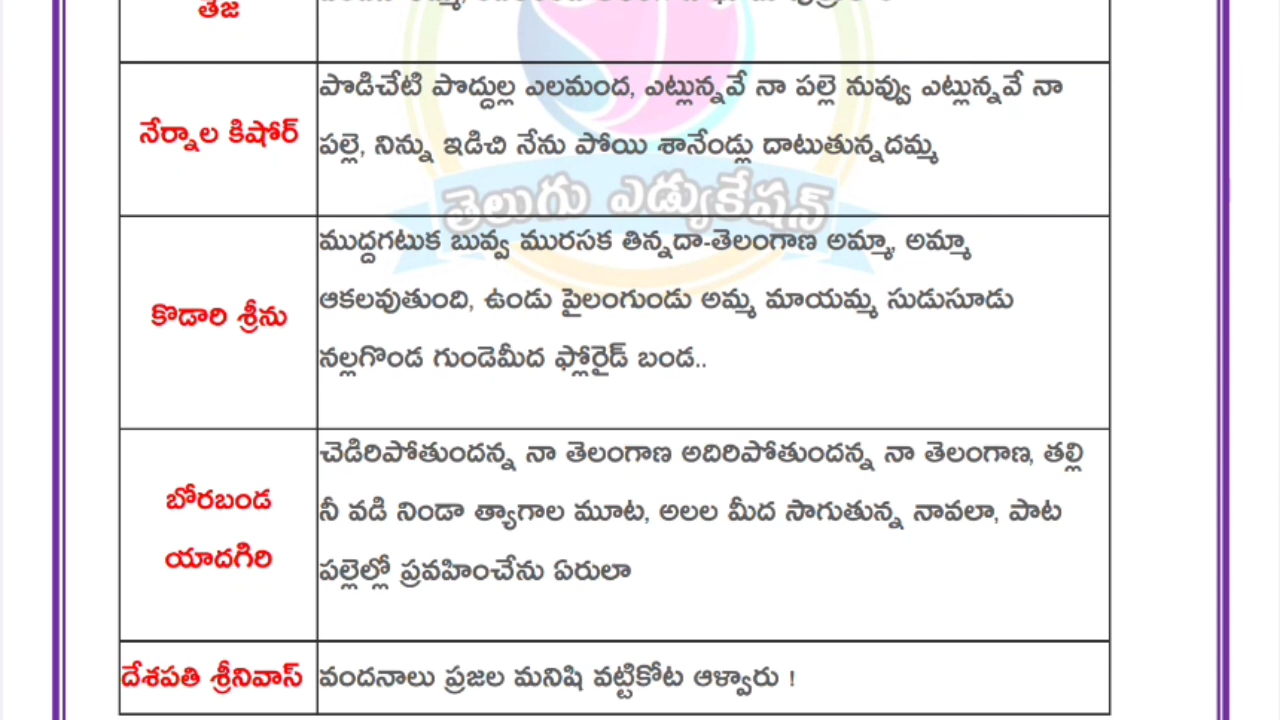 తేజ
నేర్నాల కిషోర్
పొడిచేటి పొద్దుల్ల ఎలమంద, ఎట్లున్నవే నా పల్లె నువ్వు ఎట్లున్నవే నా
పల్లె, నిన్ను ఇడిచి నేను పోయి శానేండ్లు దాటుతున్నదమ్మ
తెలుగు ఎడ్యుకేషన్
కొడారి శ్రీను
ముద్దగటుక బువ్వ మురసక తిన్నదా-తెలంగాణ అమ్మా, అమ్మా
ఆకలవుతుంది, ఉండు పైలంగుండు అమ్మ మాయమ్మ సుడుసూడు
నల్లగొండ గుండెమీద ఫ్లోరైడ్ బండ..
బోరబండ
యాదగిరి
చెడిరిపోతుందన్న నా తెలంగాణ అదిరిపోతుందన్న నా తెలంగాణ, తల్లి
నీ వడి నిండా త్యాగాల మూట, అలల మీద సాగుతున్న నావలా, పాట
పల్లెల్లో ప్రవహించేను ఏరులా
దేశపతి శ్రీనివాస్
వందనాలు ప్రజల మనిషి వట్టికోట ఆళ్వారు !